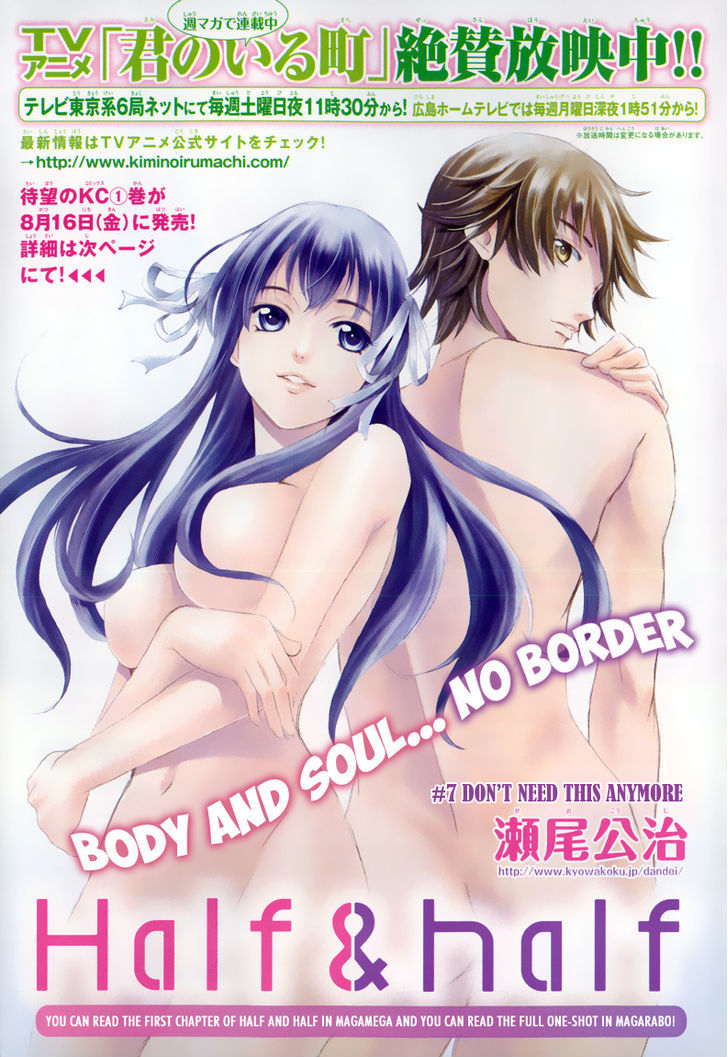 週マガで連載中
TVアニメ「君のいる町」絶賛放映中!!
テレビ東京系6局ネットにて毎週土曜日夜11時30分から!広島ホームテレビでは毎週月曜日深夜1時51分から!
※放送時間は変更になる場合があります。
最新情報はTVアニメ公式サイトをチェック!
→http://www.kiminoirumachi.com/
待望のKC①巻が
8月16日(金)に発売!
詳細は次ページ
にて!◀◀◀
BODY AND SOUL... NO BORDER
#7 DON'T NEED THIS ANYMORE
瀬尾公治
http://www.kyowakoku.jp/dandei/
Half & half
YOU CAN READ THE FIRST CHAPTER OF HALF AND HALF IN MAGAMEGA AND YOU CAN READ THE FULL ONE-SHOT IN MAGARABO!